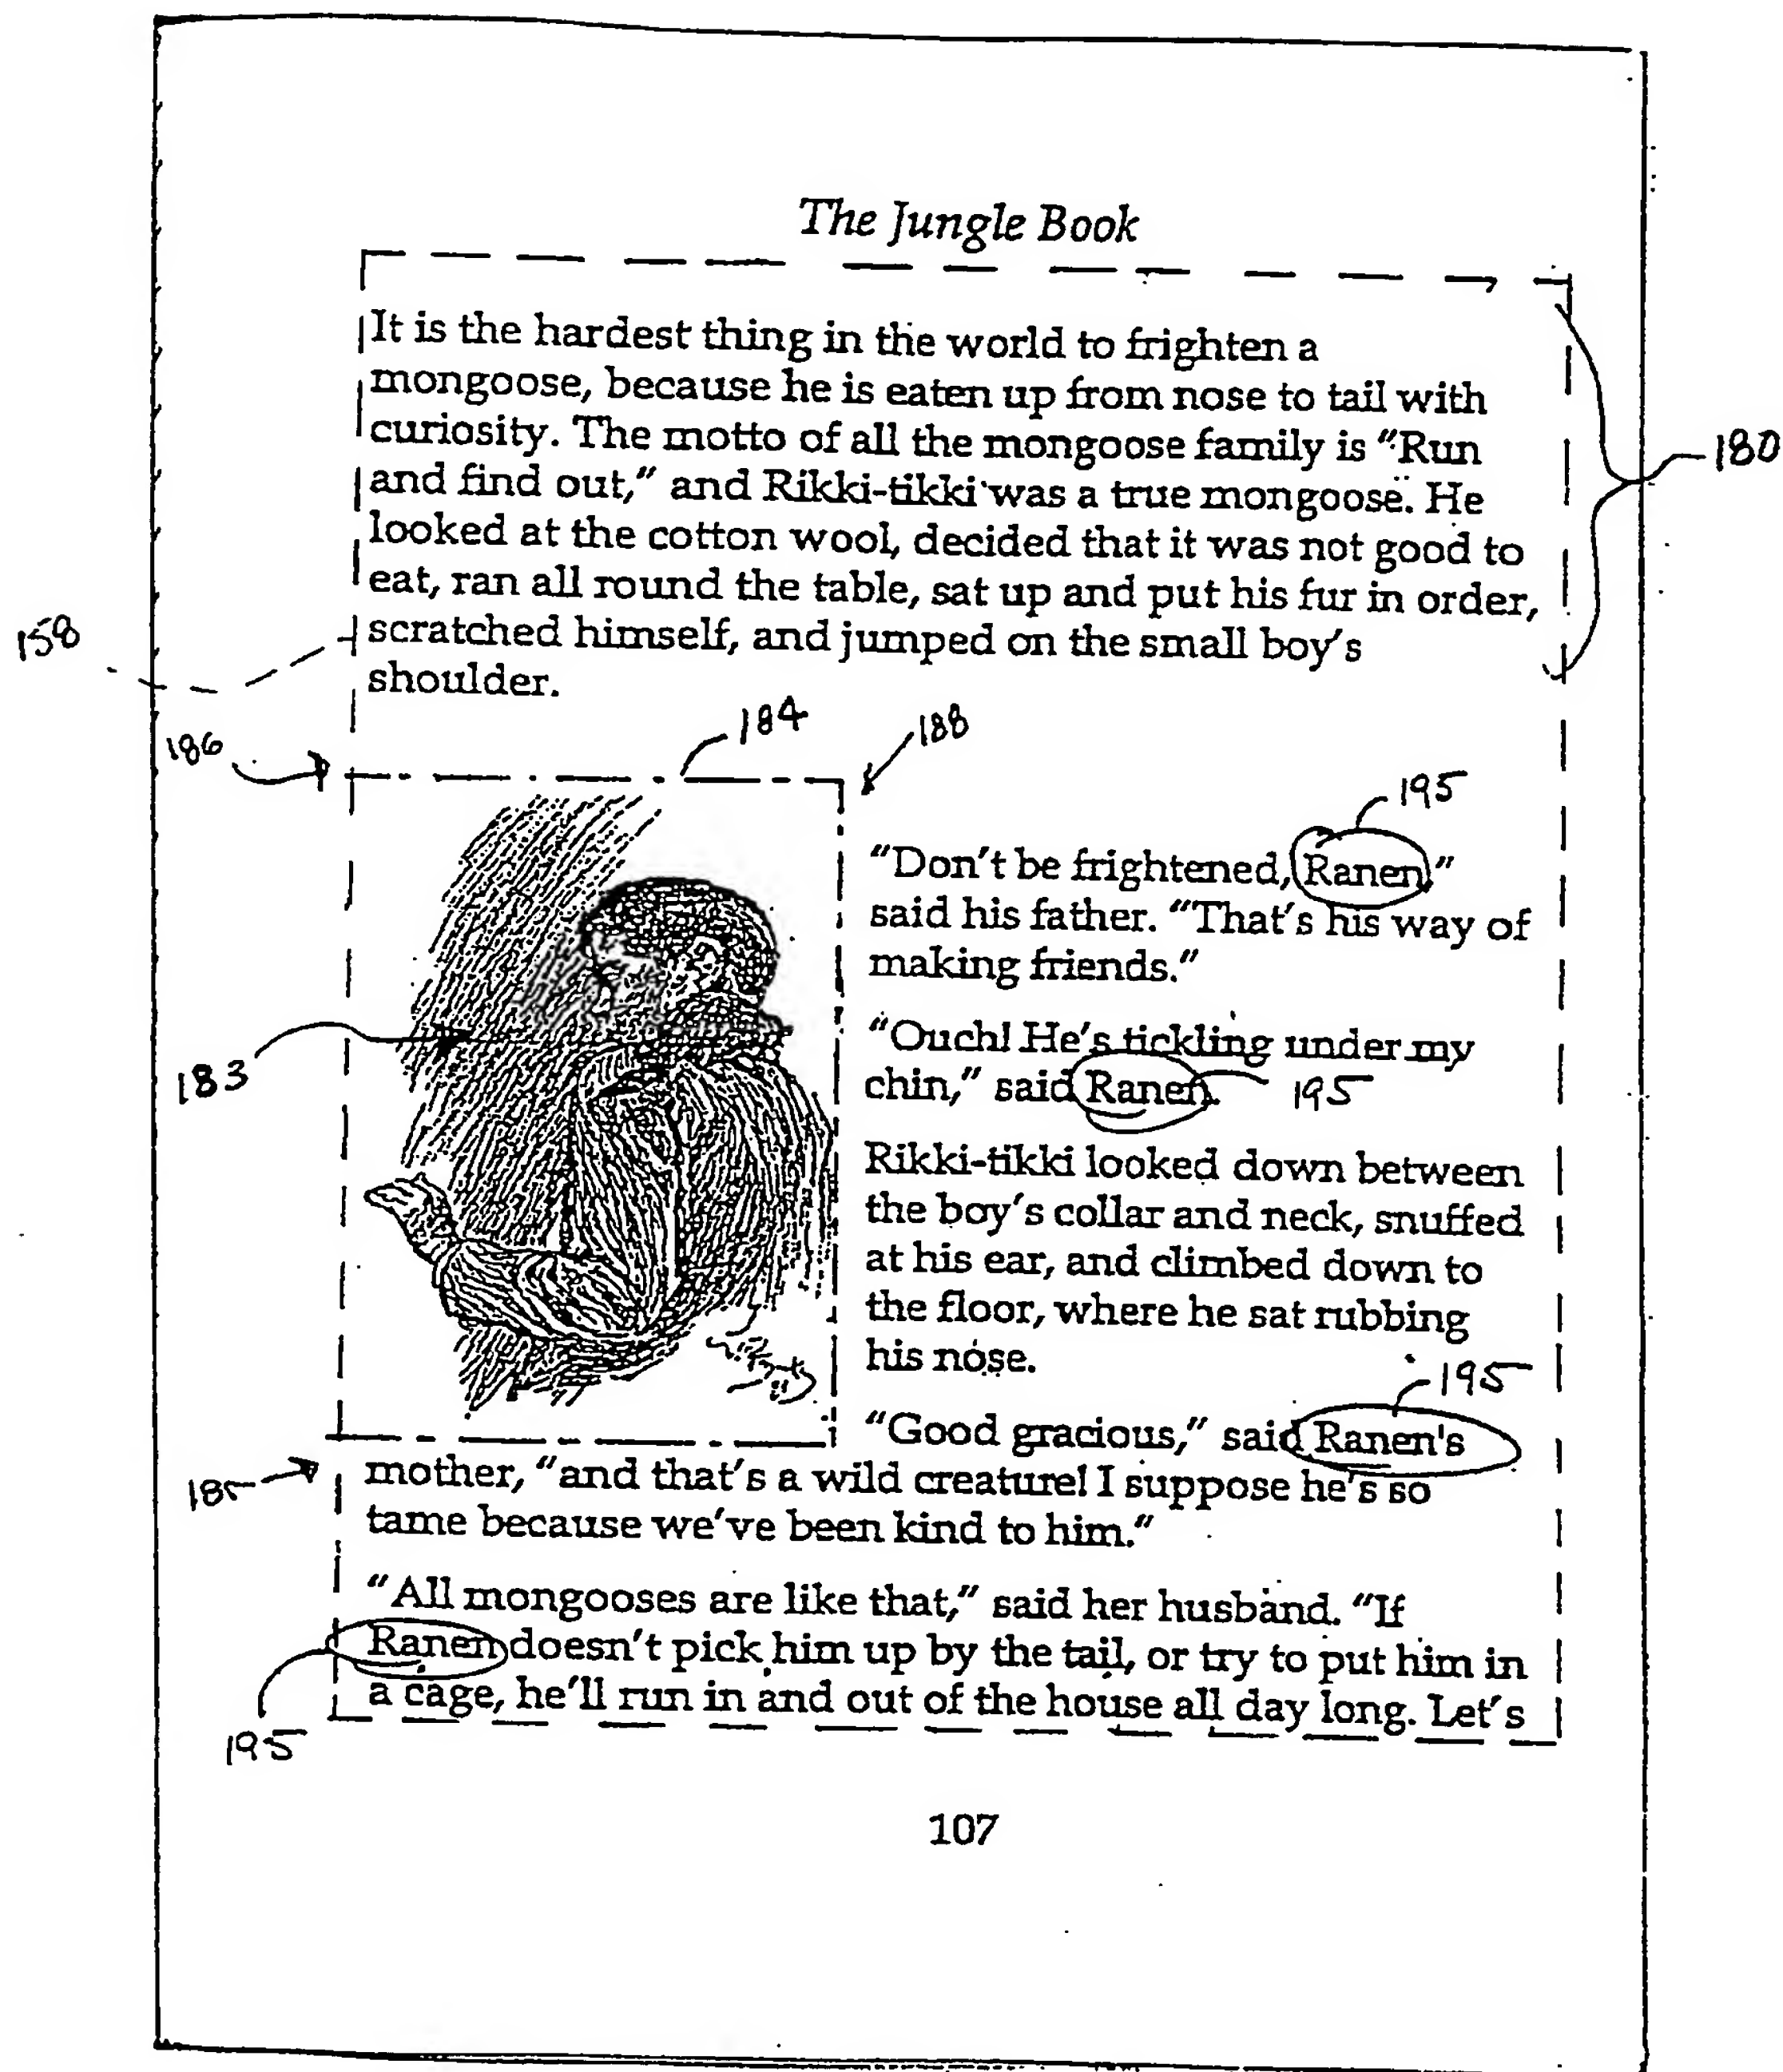 The Jungle Book
It is the hardest thing in the world to frighten a
mongoose, because he is eaten up from nose to tail with
curiosity. The motto of all the mongoose family is “Run
and find out,” and Rikki-tikki was a true mongoose. He
looked at the cotton wool, decided that it was not good to
eat, ran all round the table, sat up and put his fur in order,
scratched himself, and jumped on the small boy’s
shoulder.
180
158
186
184
188
195
“Don’t be frightened, Ranen,”
said his father. “That’s his way of
making friends.”
183
“Ouch! He’s tickling under my
chin,” said Ranen.
195
Rikki-tikki looked down between
the boy’s collar and neck, snuffed
at his ear, and climbed down to
the floor, where he sat rubbing
his nose.
195
“Good gracious,” said Ranen's
185
mother, “and that’s a wild creature! I suppose he’s so
tame because we’ve been kind to him.”
“All mongooses are like that,” said her husband. “If
Ranen doesn’t pick him up by the tail, or try to put him in
a cage, he’ll run in and out of the house all day long. Let’s
195
107